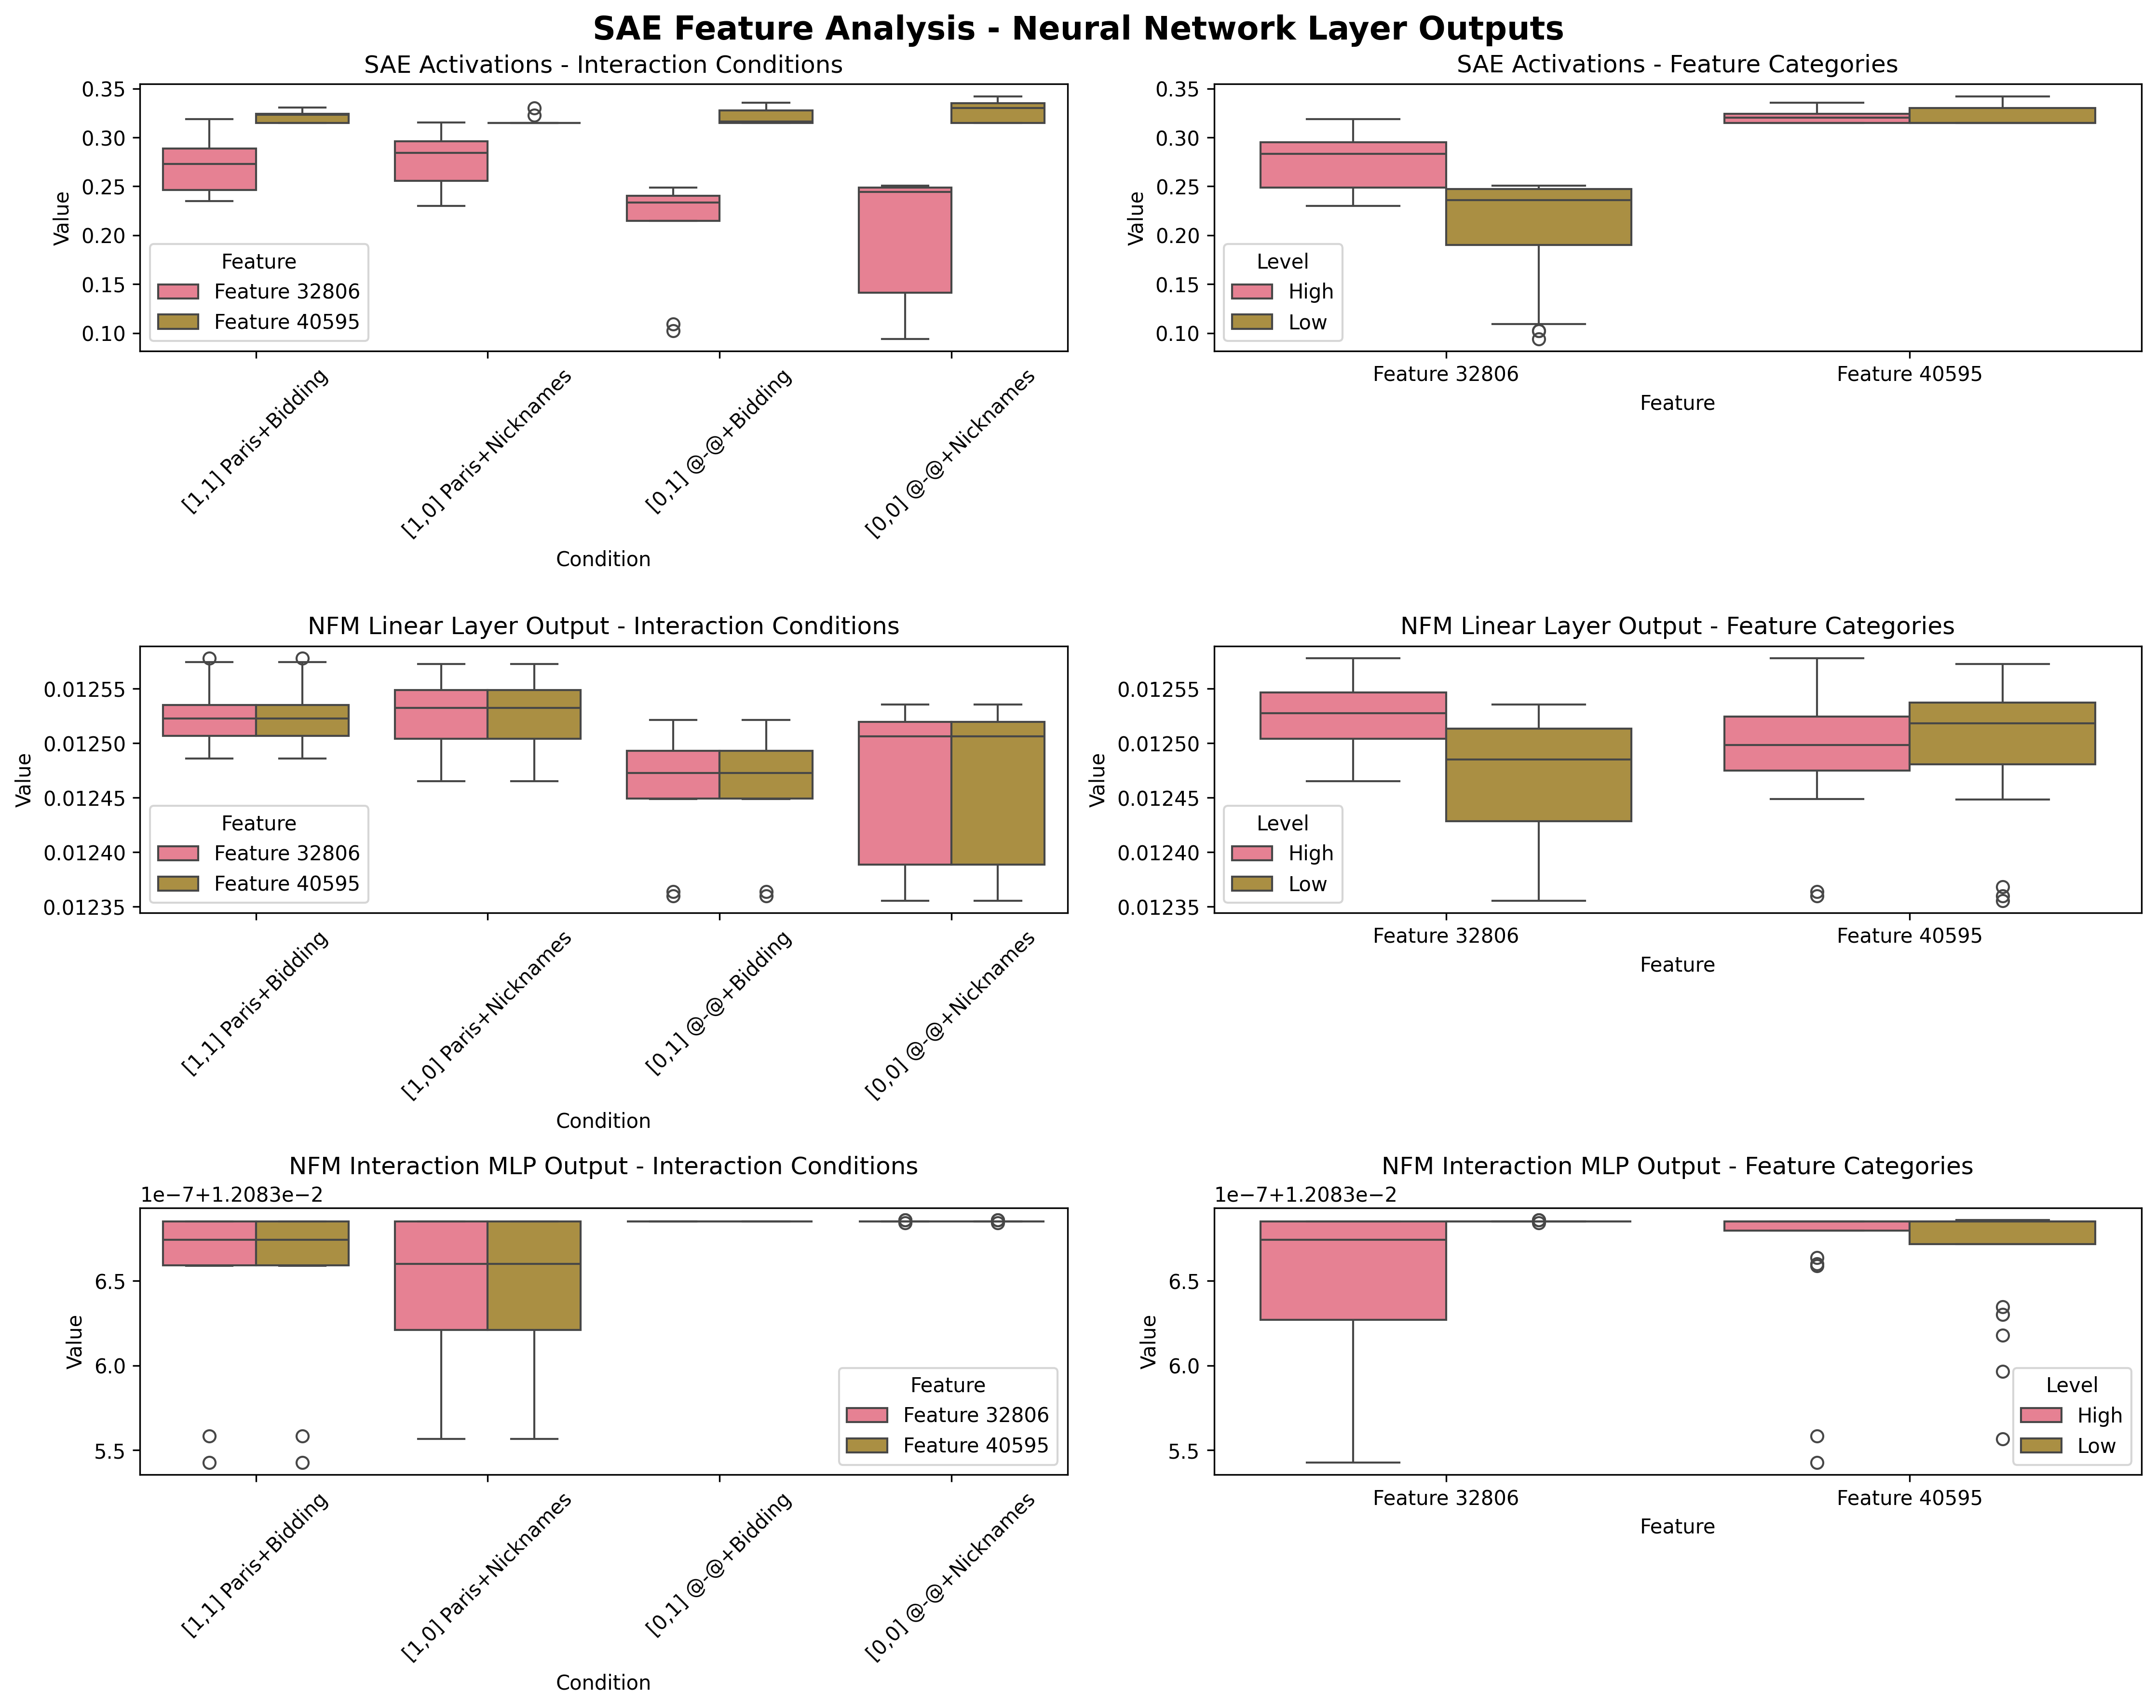 SAE Feature Analysis - Neural Network Layer Outputs
SAE Activations - Interaction Conditions
Value
0.35
0.30
0.25
0.20
0.15
0.10
Feature
Feature 32806
Feature 40595
[1,1] Paris+Bidding
[1,0] Paris+Nicknames
[0,1] @-@+Bidding
[0,0] @-@+Nicknames
Condition
SAE Activations - Feature Categories
Value
0.35
0.30
0.25
0.20
0.15
0.10
Level
High
Low
Feature 32806
Feature 40595
Feature
NFM Linear Layer Output - Interaction Conditions
Value
0.01255
0.01250
0.01245
0.01240
0.01235
Feature
Feature 32806
Feature 40595
[1,1] Paris+Bidding
[1,0] Paris+Nicknames
[0,1] @-@+Bidding
[0,0] @-@+Nicknames
Condition
NFM Linear Layer Output - Feature Categories
Value
0.01255
0.01250
0.01245
0.01240
0.01235
Level
High
Low
Feature 32806
Feature 40595
Feature
NFM Interaction MLP Output - Interaction Conditions
1e−7+1.2083e−2
Value
6.5
6.0
5.5
Feature
Feature 32806
Feature 40595
[1,1] Paris+Bidding
[1,0] Paris+Nicknames
[0,1] @-@+Bidding
[0,0] @-@+Nicknames
Condition
NFM Interaction MLP Output - Feature Categories
1e−7+1.2083e−2
Value
6.5
6.0
5.5
Level
High
Low
Feature 32806
Feature 40595
Feature